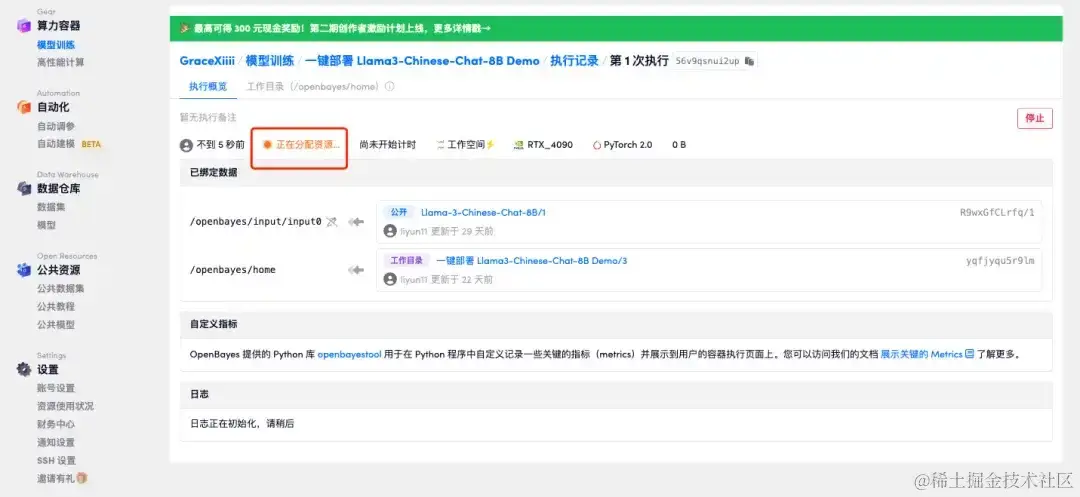 Gear
算力容器
模型训练
高性能计算
Automation
自动化
自动调参
自动建模 BETA
Data Warehouse
数据仓库
数据集
模型
Open Resources
公共资源
公共数据集
公共教程
公共模型
Settings
设置
账号设置
资源使用状况
财务中心
通知设置
SSH 设置
邀请有礼
最高可得 300 元现金奖励！第二期创作者激励计划上线，更多详情戳→
GraceXiiii / 模型训练 / 一键部署 Llama3-Chinese-Chat-8B Demo / 执行记录 / 第 1 次执行 56v9qsnui2up
执行概览 工作目录（/openbayes/home）
暂无执行备注 停止
不到 5 秒前 正在分配资源... 尚未开始计时 工作空间 RTX_4090 PyTorch 2.0 0 B
已绑定数据
/openbayes/input/input0 公开 Llama-3-Chinese-Chat-8B/1 R9wxGfCLrfq/1
liyun11 更新于 29 天前
/openbayes/home 工作目录 一键部署 Llama3-Chinese-Chat-8B Demo/3 yqfjyqu5r9lm
liyun11 更新于 22 天前
自定义指标
OpenBayes 提供的 Python 库 openbayestool 用于在 Python 程序中自定义记录一些关键的指标（metrics）并展示到用户的容器执行页面上。您可以访问我们的文档 展示关键的 Metrics 了解更多。
日志
日志正在初始化，请稍后
@稀土掘金技术社区